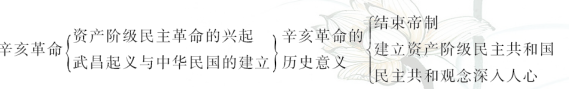 辛亥革命
资产阶级民主革命的兴起
武昌起义与中华民国的建立
辛亥革命的
历史意义
结束帝制
建立资产阶级民主共和国
民主共和观念深入人心